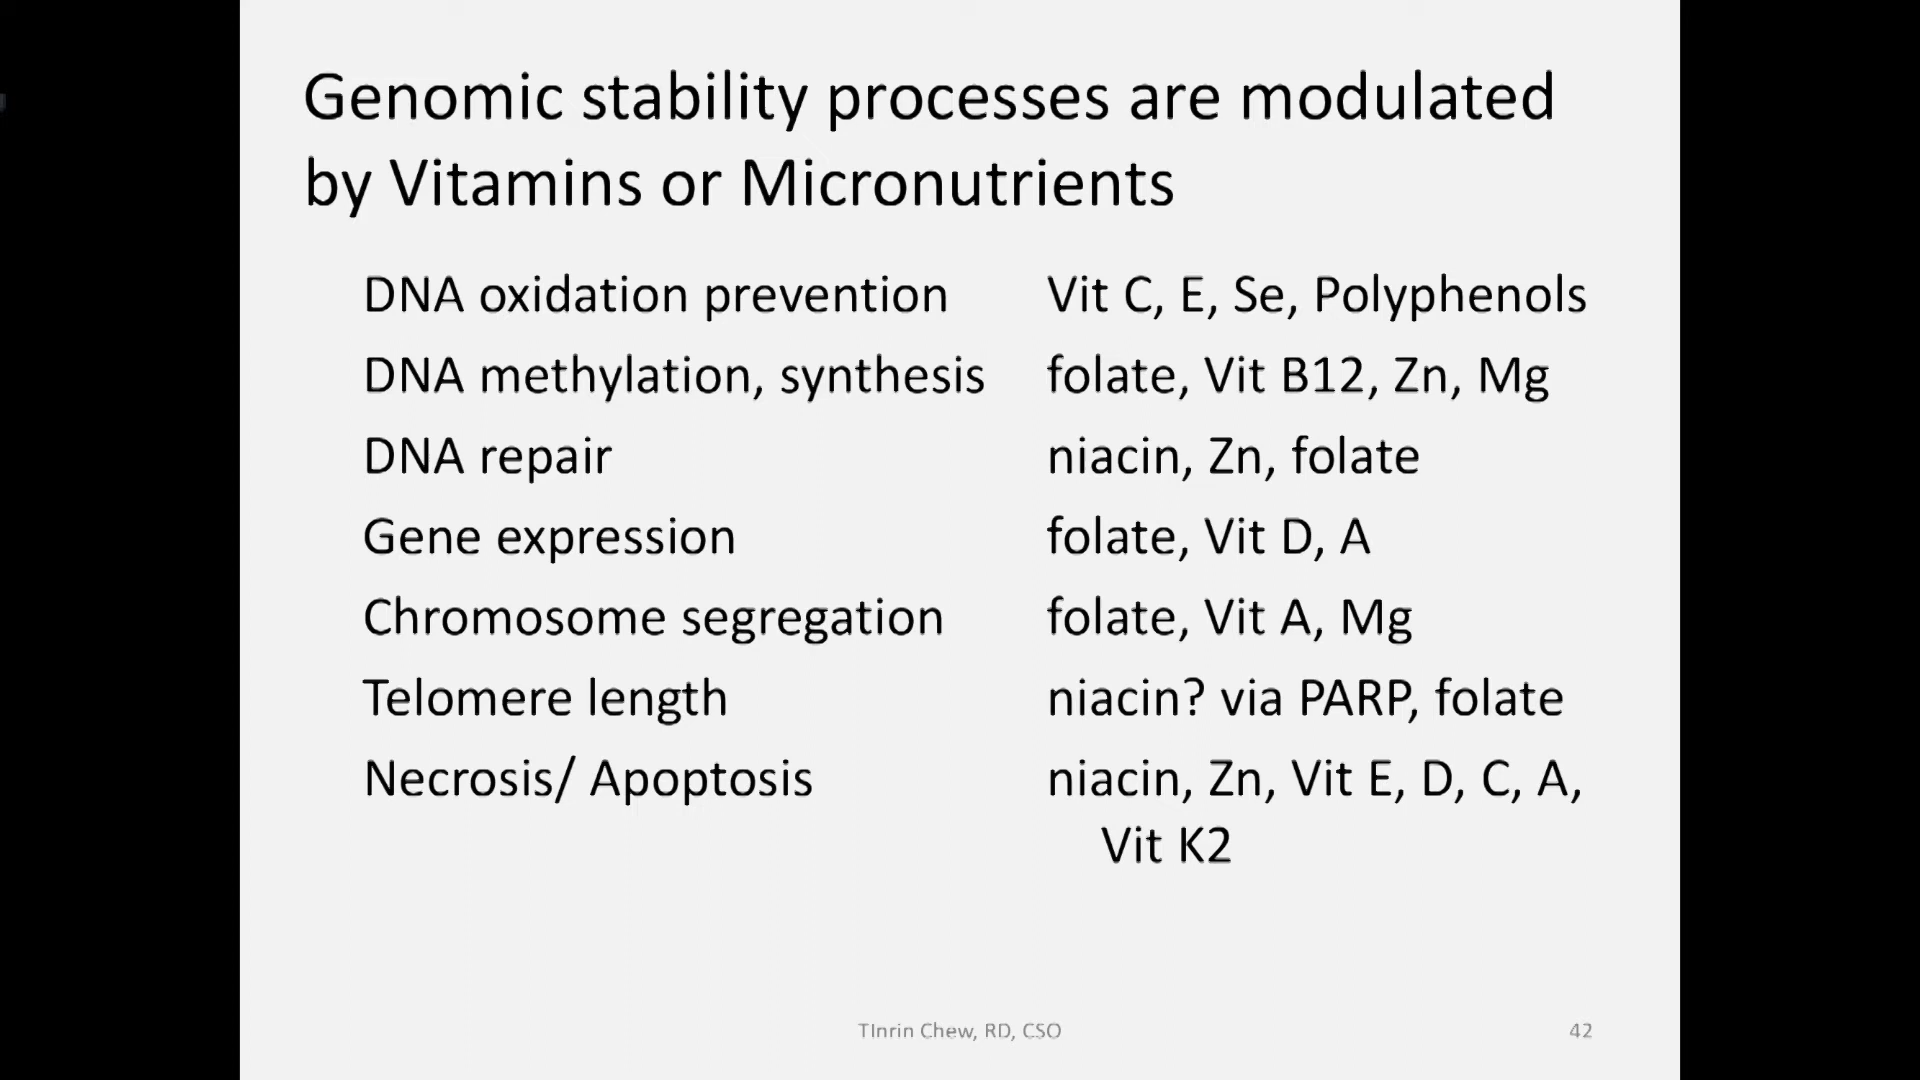 Genomic stability processes are modulated
by Vitamins or Micronutrients
DNA oxidation prevention Vit C, E, Se, Polyphenols
DNA methylation, synthesis folate, Vit B12, Zn, Mg
DNA repair niacin, Zn, folate
Gene expression folate, Vit D, A
Chromosome segregation folate, Vit A, Mg
Telomere length niacin? via PARP, folate
Necrosis/ Apoptosis niacin, Zn, Vit E, D, C, A,
Vit K2
TInrin Chew, RD, CSO 42